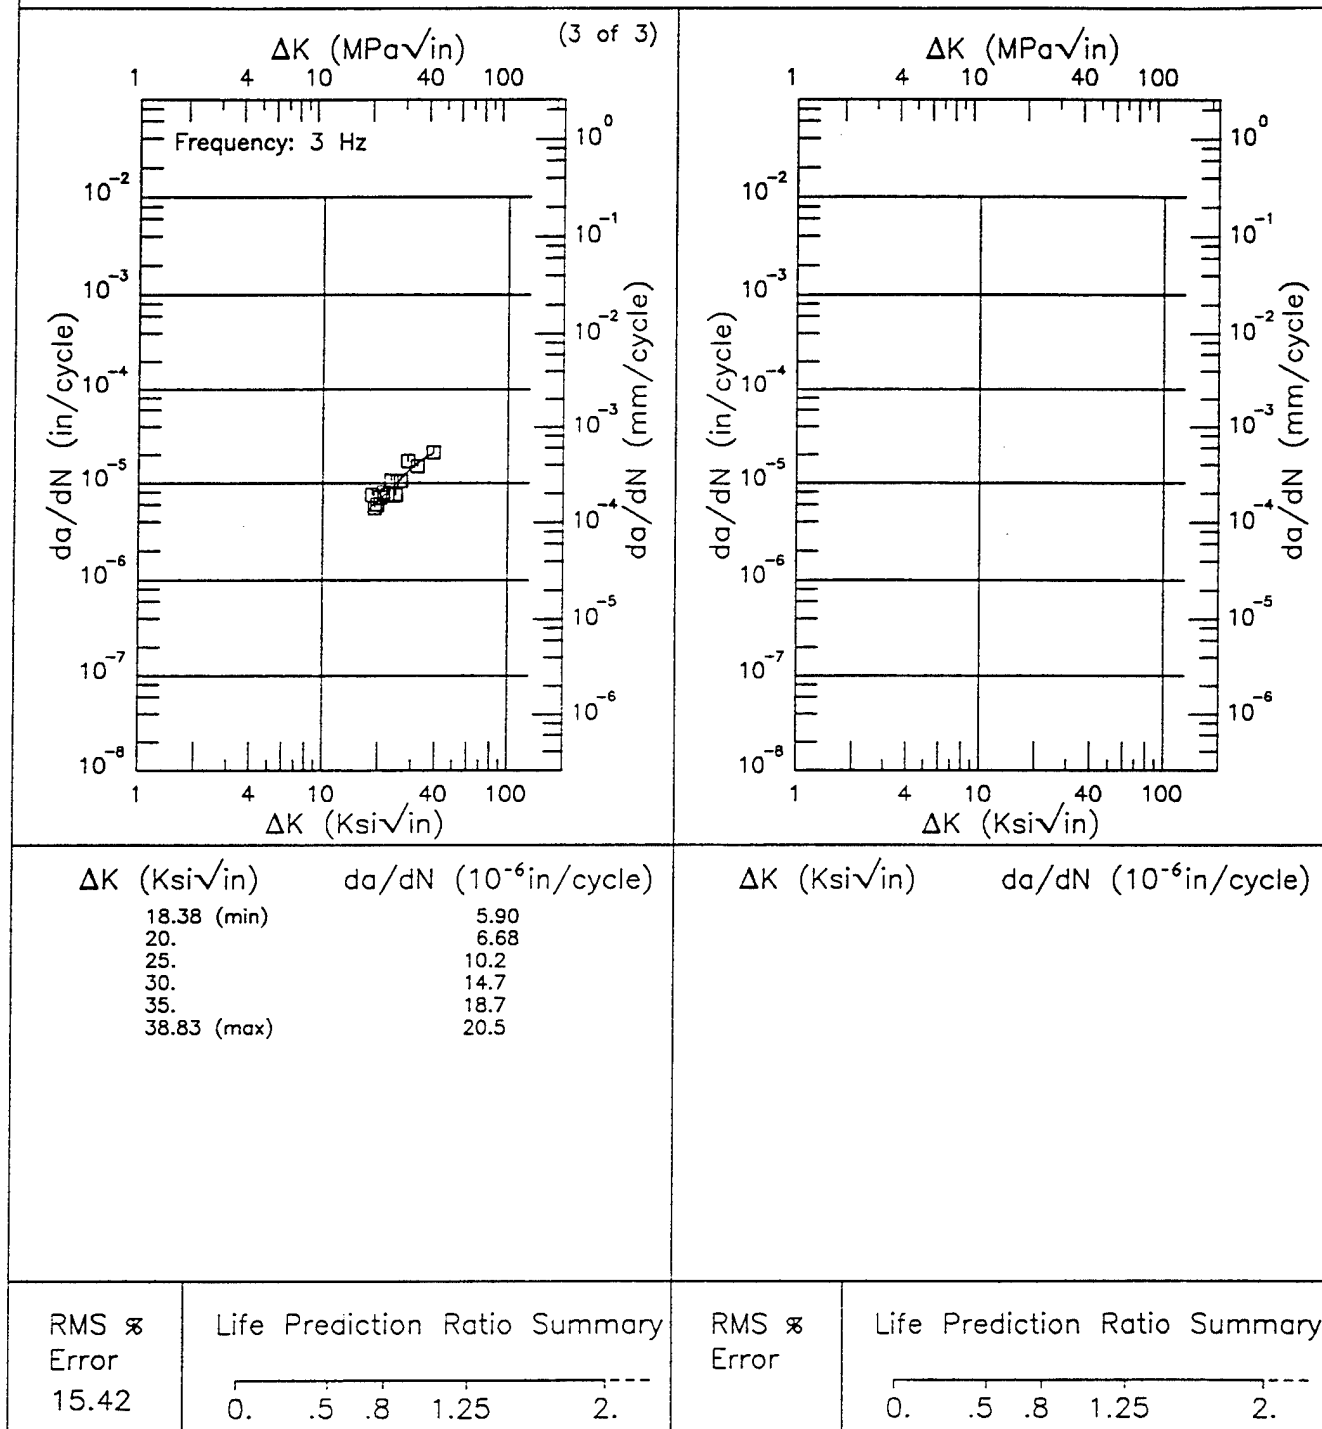 (3 of 3)
ΔK (MPa√in)
1 4 10 40 100
Frequency: 3 Hz
da/dN (in/cycle)
10⁻²
10⁻³
10⁻⁴
10⁻⁵
10⁻⁶
10⁻⁷
10⁻⁸
10⁰
10⁻¹
10⁻²
10⁻³
10⁻⁴
10⁻⁵
10⁻⁶
da/dN (mm/cycle)
1 4 10 40 100
ΔK (Ksi√in)
ΔK (MPa√in)
1 4 10 40 100
da/dN (in/cycle)
10⁻²
10⁻³
10⁻⁴
10⁻⁵
10⁻⁶
10⁻⁷
10⁻⁸
10⁰
10⁻¹
10⁻²
10⁻³
10⁻⁴
10⁻⁵
10⁻⁶
da/dN (mm/cycle)
1 4 10 40 100
ΔK (Ksi√in)
ΔK (Ksi√in) da/dN (10⁻⁶in/cycle)
18.38 (min) 5.90
20. 6.68
25. 10.2
30. 14.7
35. 18.7
38.83 (max) 20.5
ΔK (Ksi√in) da/dN (10⁻⁶in/cycle)
RMS %
Error
15.42
Life Prediction Ratio Summary
0. .5 .8 1.25 2.
RMS %
Error
Life Prediction Ratio Summary
0. .5 .8 1.25 2.